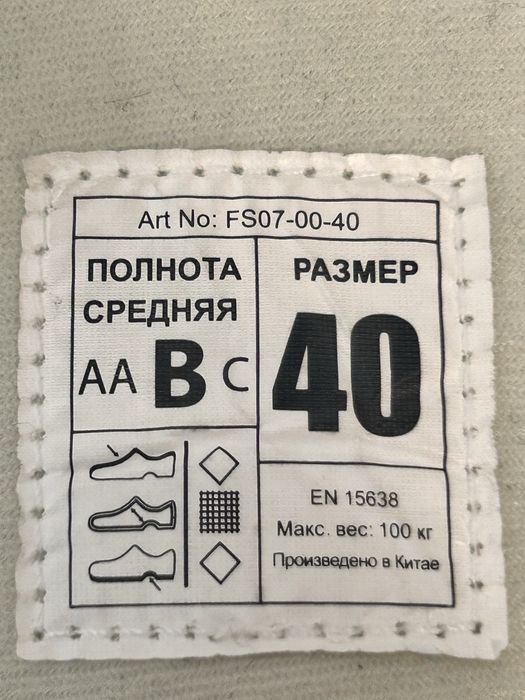 Art No: FS07-00-40
ПОЛНОТА
СРЕДНЯЯ
AA B C
РАЗМЕР
40
EN 15638
Макс. вес: 100 кг
Произведено в Китае